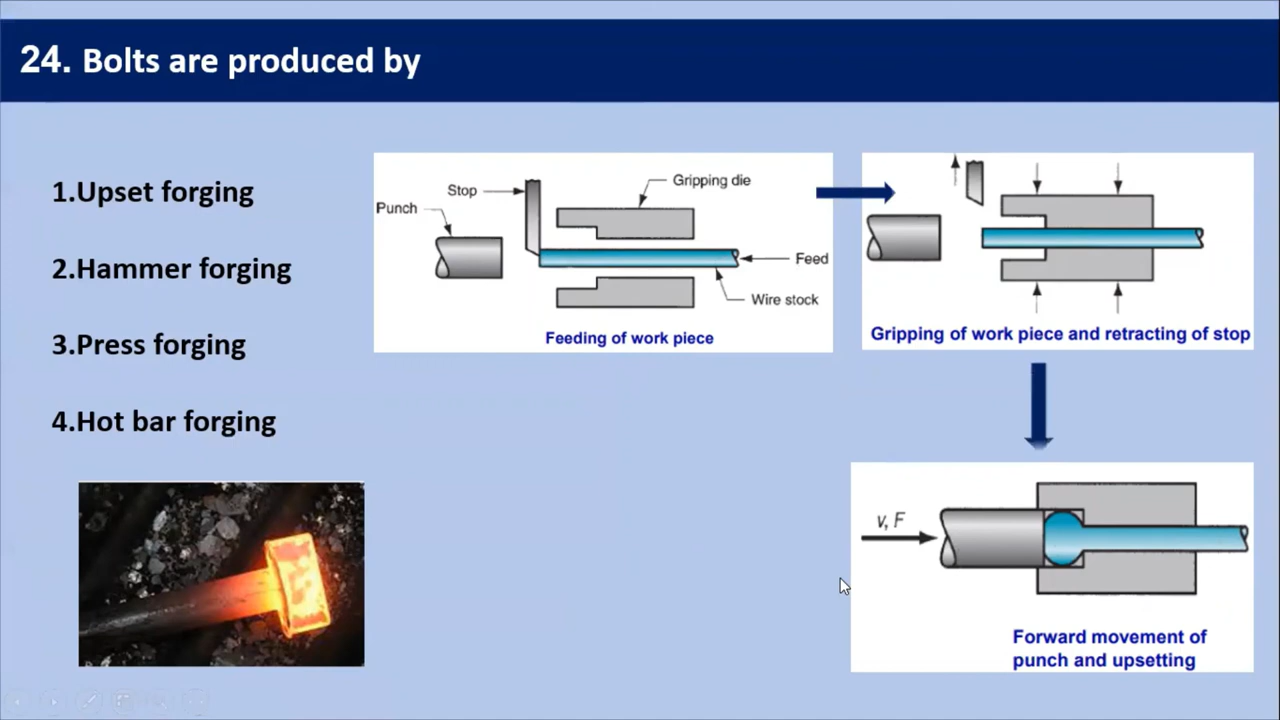 24. Bolts are produced by
1.Upset forging
2.Hammer forging
3.Press forging
4.Hot bar forging
Stop
Gripping die
Punch
Feed
Wire stock
Feeding of work piece
Gripping of work piece and retracting of stop
v, F
Forward movement of
punch and upsetting